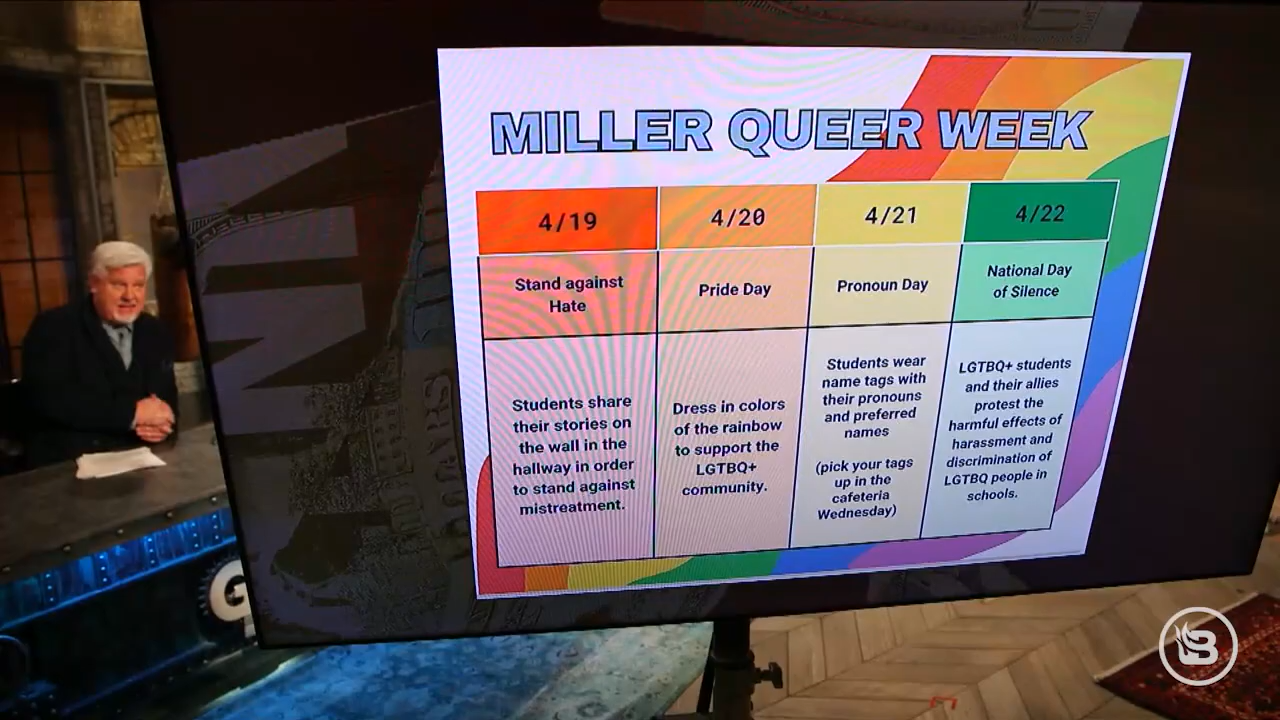 MILLER QUEER WEEK
4/19
4/20
4/21
4/22
Stand against
Hate
Pride Day
Pronoun Day
National Day
of Silence
Students share
their stories on
the wall in the
hallway in order
to stand against
mistreatment.
Dress in colors
of the rainbow
to support the
LGTBQ+
community.
Students wear
name tags with
their pronouns
and preferred
names
(pick your tags
up in the
cafeteria
Wednesday)
LGTBQ+ students
and their allies
protest the
harmful effects of
harassment and
discrimination of
LGTBQ people in
schools.
G
B